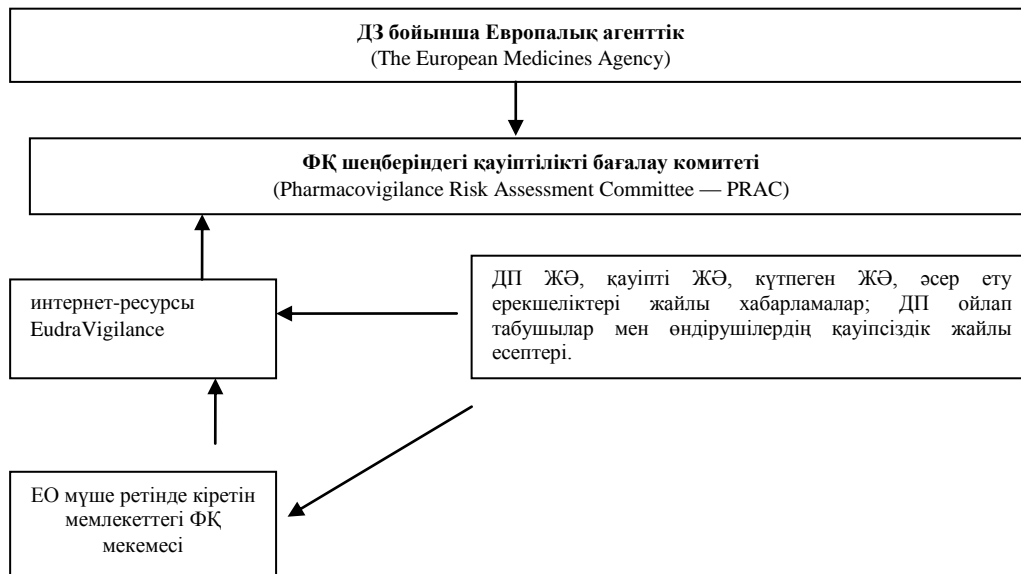 ДЗ бойынша Европалық агенттік
(The European Medicines Agency)
ФҚ шеңберіндегі қауіптілікті бағалау комитеті
(Pharmacovigilance Risk Assessment Committee — PRAC)
интернет-ресурсы
EudraVigilance
ДП ЖӘ, қауіпті ЖӘ, күтпеген ЖӘ, әсер ету
ерекшеліктері жайлы хабарламалар; ДП ойлап
табушылар мен өндірушілердің қауіпсіздік жайлы
есептері.
ЕО мүше ретінде кіретін
мемлекеттегі ФҚ
мекемесі